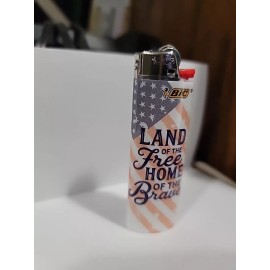 BIC
LAND
OF THE
Free
HOME
OF THE
Brave